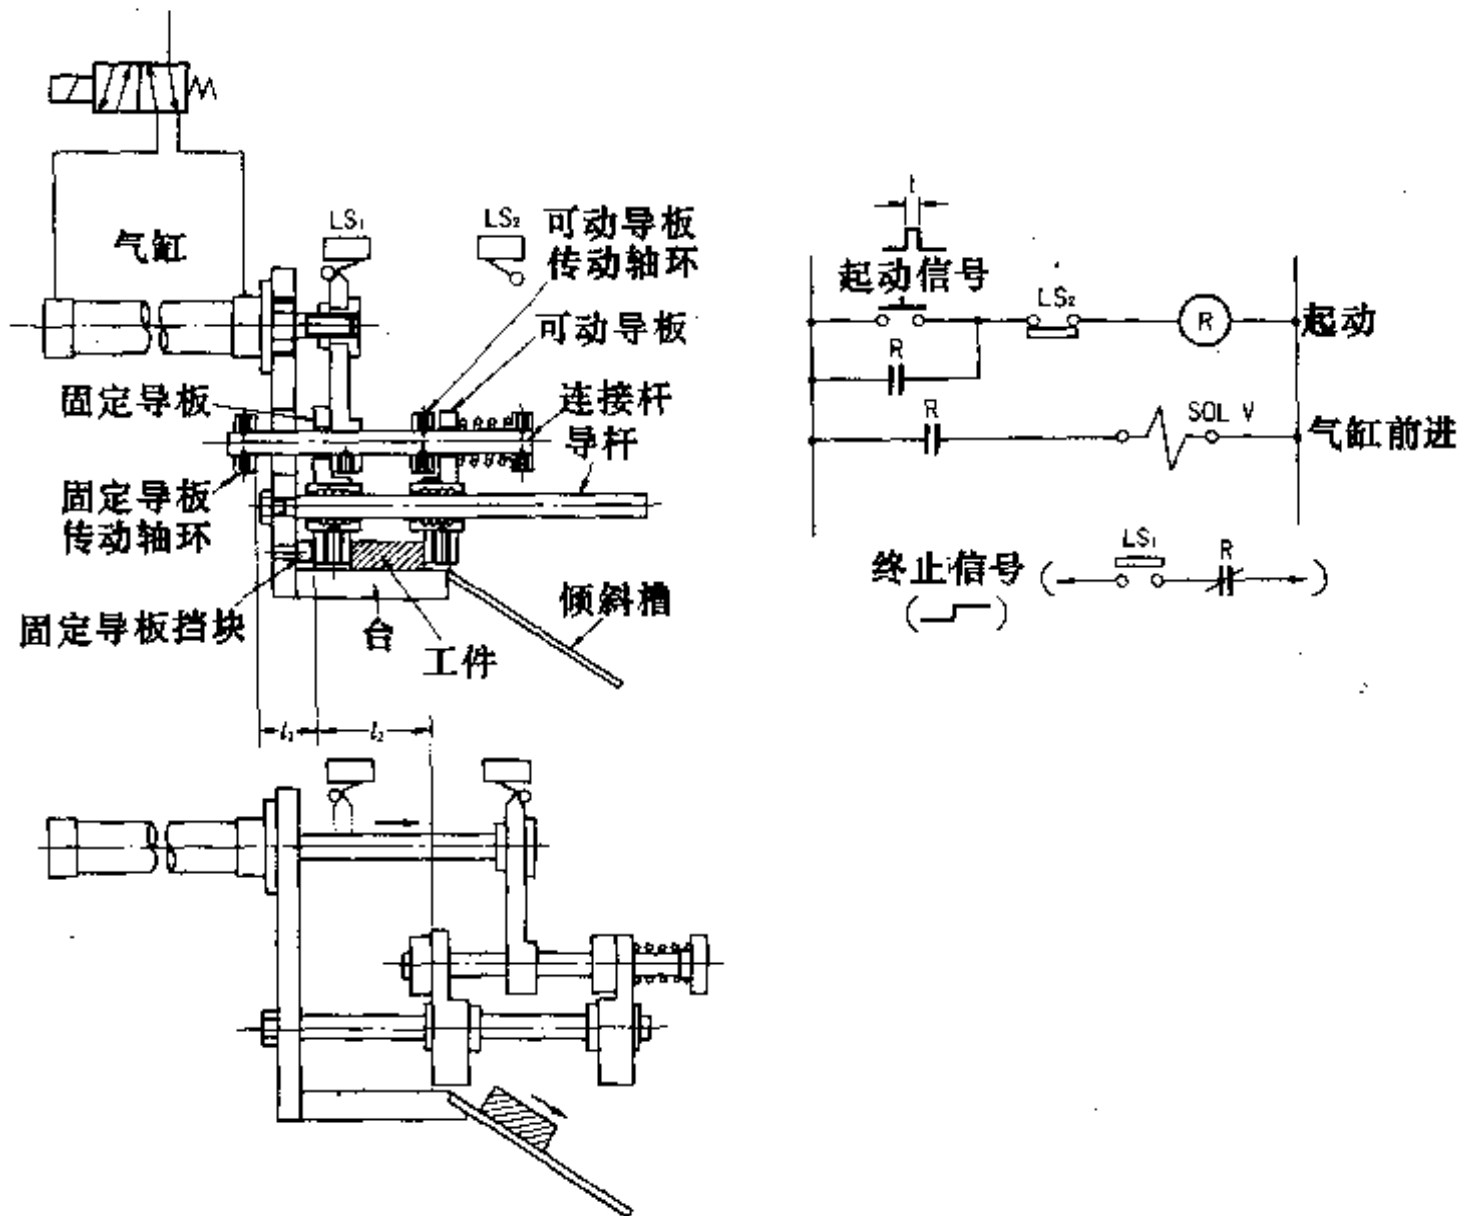 气缸
LS₁
LS₂
可动导板
传动轴环
可动导板
固定导板
连接杆
导杆
固定导板
传动轴环
固定导板挡块
台
工件
倾斜槽
l₁
l₂
t
起动信号
LS₂
R
起动
R
R
SOL V
气缸前进
终止信号
LS₁
R